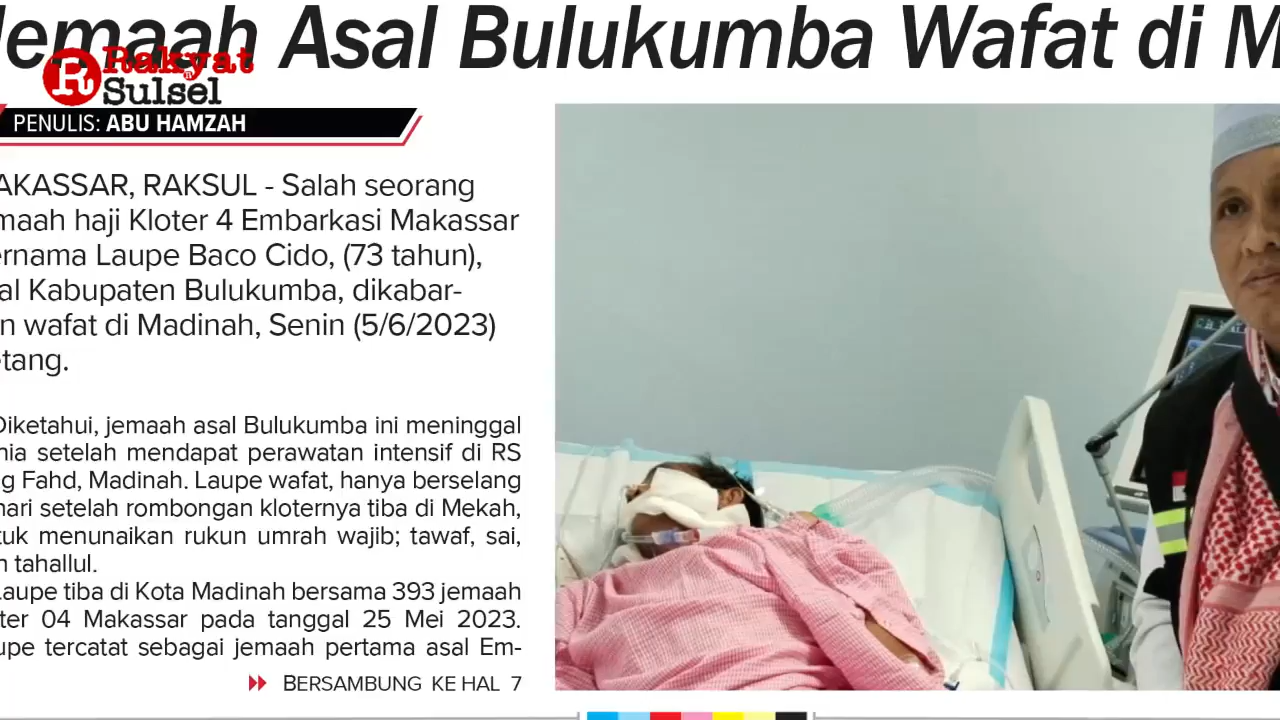 Jemaah Asal Bulukumba Wafat di M
Rakyat
Sulsel
PENULIS: ABU HAMZAH
AKASSAR, RAKSUL - Salah seorang
maah haji Kloter 4 Embarkasi Makassar
ernama Laupe Baco Cido, (73 tahun),
al Kabupaten Bulukumba, dikabar-
n wafat di Madinah, Senin (5/6/2023)
etang.
Diketahui, jemaah asal Bulukumba ini meninggal
nia setelah mendapat perawatan intensif di RS
g Fahd, Madinah. Laupe wafat, hanya berselang
hari setelah rombongan kloternya tiba di Mekah,
tuk menunaikan rukun umrah wajib; tawaf, sai,
n tahallul.
Laupe tiba di Kota Madinah bersama 393 jemaah
ter 04 Makassar pada tanggal 25 Mei 2023.
upe tercatat sebagai jemaah pertama asal Em-
BERSAMBUNG KE HAL 7